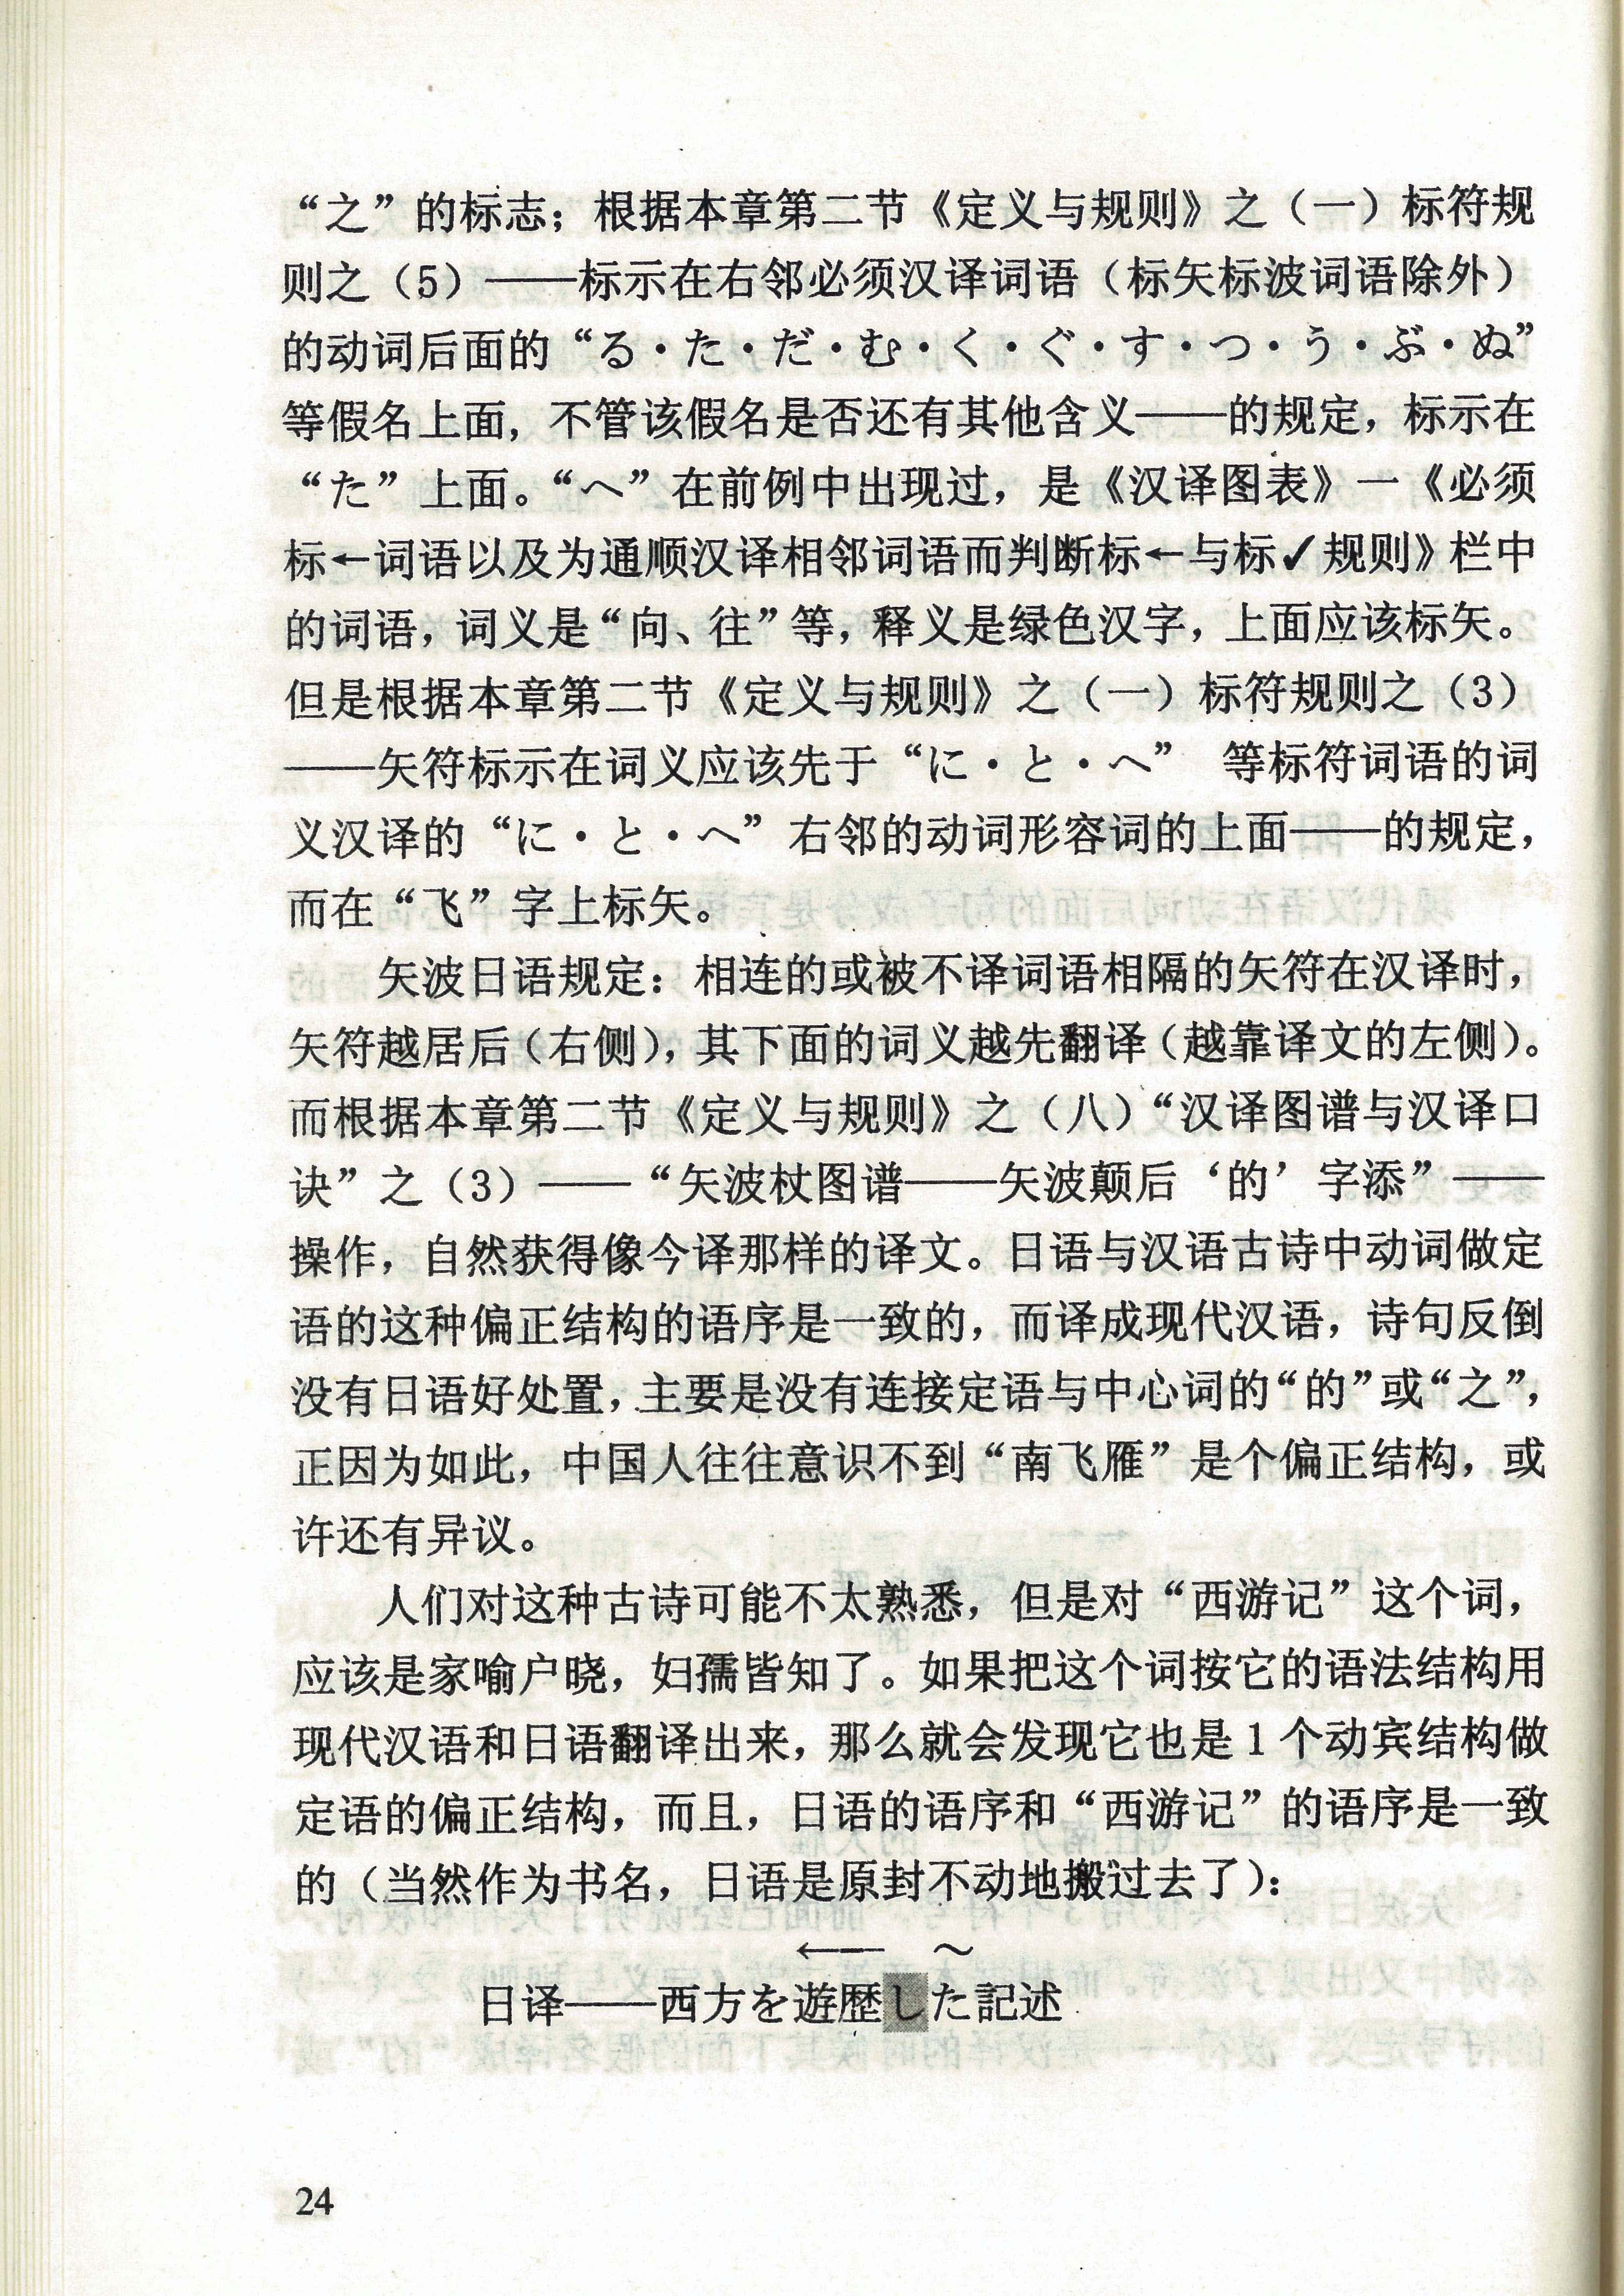 “之”的标志；根据本章第二节《定义与规则》之（一）标符规
则之（5）——标示在右邻必须汉译词语（标矢标波词语除外）
的动词后面的“る・た・だ・む・く・ぐ・す・つ・う・ぶ・ぬ”
等假名上面，不管该假名是否还有其他含义——的规定，标示在
“た”上面。“へ”在前例中出现过，是《汉译图表》一《必须
标←词语以及为通顺汉译相邻词语而判断标←与标✓规则》栏中
的词语，词义是“向、往”等，释义是绿色汉字，上面应该标矢。
但是根据本章第二节《定义与规则》之（一）标符规则之（3）
——矢符标示在词义应该先于“に・と・へ” 等标符词语的词
义汉译的“に・と・へ”右邻的动词形容词的上面——的规定，
而在“飞”字上标矢。
矢波日语规定：相连的或被不译词语相隔的矢符在汉译时，
矢符越居后（右侧），其下面的词义越先翻译（越靠译文的左侧）。
而根据本章第二节《定义与规则》之（八）“汉译图谱与汉译口
诀”之（3）——“矢波杖图谱——矢波颠后‘的’字添”——
操作，自然获得像今译那样的译文。日语与汉语古诗中动词做定
语的这种偏正结构的语序是一致的，而译成现代汉语，诗句反倒
没有日语好处置，主要是没有连接定语与中心词的“的”或“之”，
正因为如此，中国人往往意识不到“南飞雁”是个偏正结构，或
许还有异议。
人们对这种古诗可能不太熟悉，但是对“西游记”这个词，
应该是家喻户晓，妇孺皆知了。如果把这个词按它的语法结构用
现代汉语和日语翻译出来，那么就会发现它也是1个动宾结构做
定语的偏正结构，而且，日语的语序和“西游记”的语序是一致
的（当然作为书名，日语是原封不动地搬过去了）：
←— ～
日译——西方を遊歴した記述
24